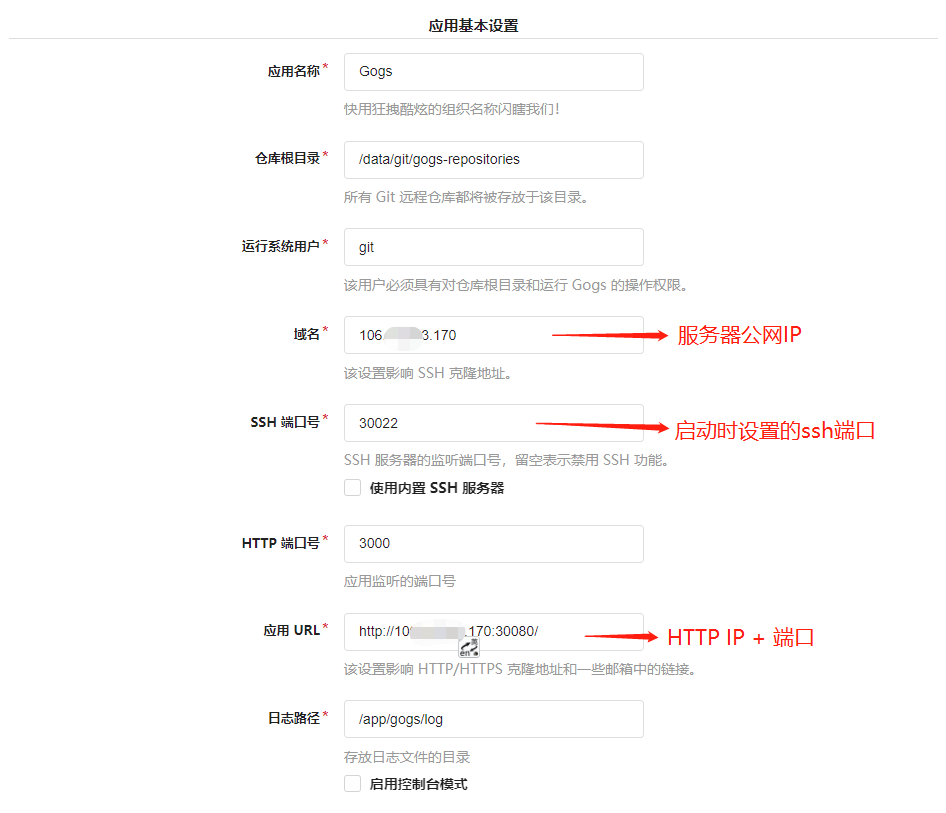 应用基本设置
应用名称*
Gogs
快用狂拽酷炫的组织名称闪瞎我们！
仓库根目录*
/data/git/gogs-repositories
所有 Git 远程仓库都将被存放于该目录。
运行系统用户*
git
该用户必须具有对仓库根目录和运行 Gogs 的操作权限。
域名*
106 3.170
服务器公网IP
该设置影响 SSH 克隆地址。
SSH 端口号*
30022
启动时设置的ssh端口
SSH 服务器的监听端口号，留空表示禁用 SSH 功能。
使用内置 SSH 服务器
HTTP 端口号*
3000
应用监听的端口号
应用 URL*
http://10 .170:30080/
HTTP IP + 端口
en
该设置影响 HTTP/HTTPS 克隆地址和一些邮箱中的链接。
日志路径*
/app/gogs/log
存放日志文件的目录
启用控制台模式